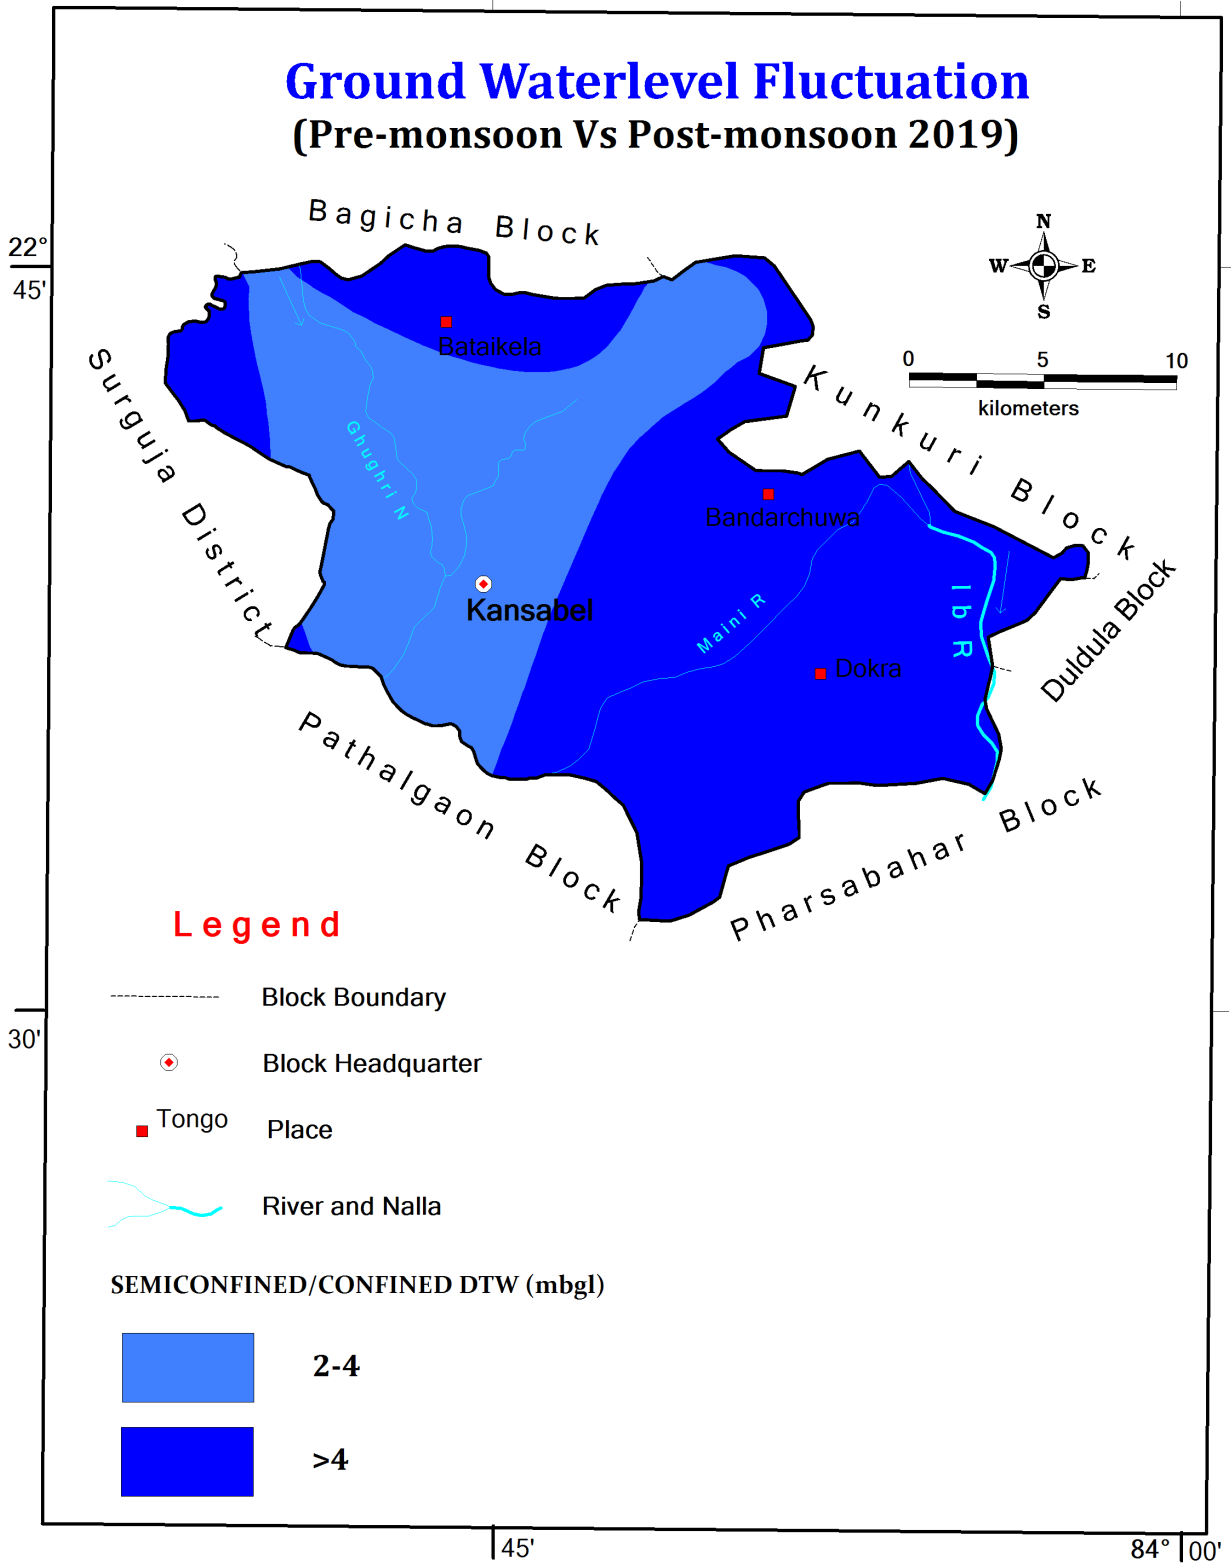 Ground Waterlevel Fluctuation
(Pre-monsoon Vs Post-monsoon 2019)
Bagicha Block
N
W E
S
22°
45'
0 5 10
kilometers
Bataikela
Surguja District
Kunkuri Block
Ghughri N
Bandarchuwa
Kansabel
Maini R
Ib R
Duldula Block
Dokra
Pathalgaon Block
Pharsabahar Block
Legend
Block Boundary
30'
Block Headquarter
Tongo
Place
River and Nalla
SEMICONFINED/CONFINED DTW (mbgl)
2-4
>4
45'
84° 00'